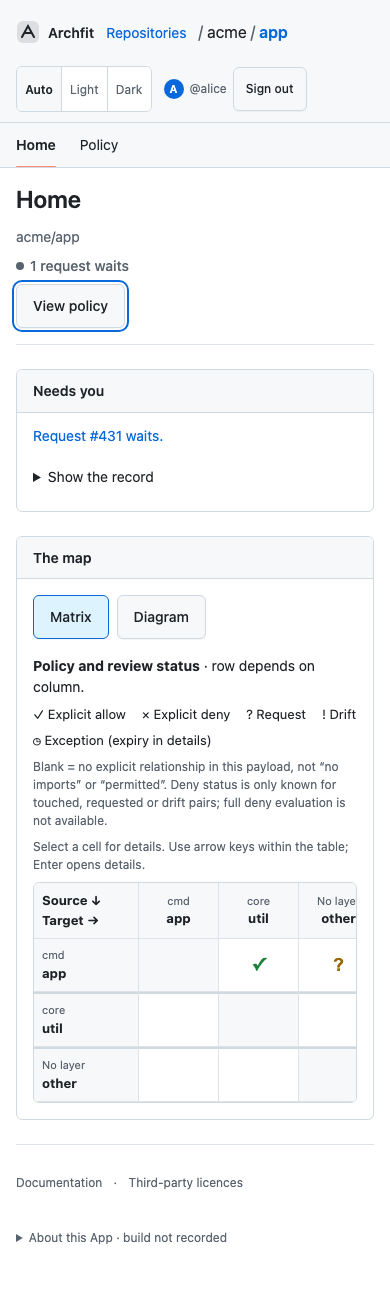 Archfit Repositories / acme / app
Auto Light Dark A @alice Sign out
Home Policy
Home
acme/app
1 request waits
View policy
Needs you
Request #431 waits.
▶ Show the record
The map
Matrix Diagram
Policy and review status · row depends on
column.
✓ Explicit allow × Explicit deny ? Request ! Drift
◷ Exception (expiry in details)
Blank = no explicit relationship in this payload, not “no
imports” or “permitted”. Deny status is only known for
touched, requested or drift pairs; full deny evaluation is
not available.
Select a cell for details. Use arrow keys within the table;
Enter opens details.
Source ↓ cmd core No laye
Target → app util other
cmd
app ✓ ?
core
util
No layer
other
Documentation · Third-party licences
▶ About this App · build not recorded